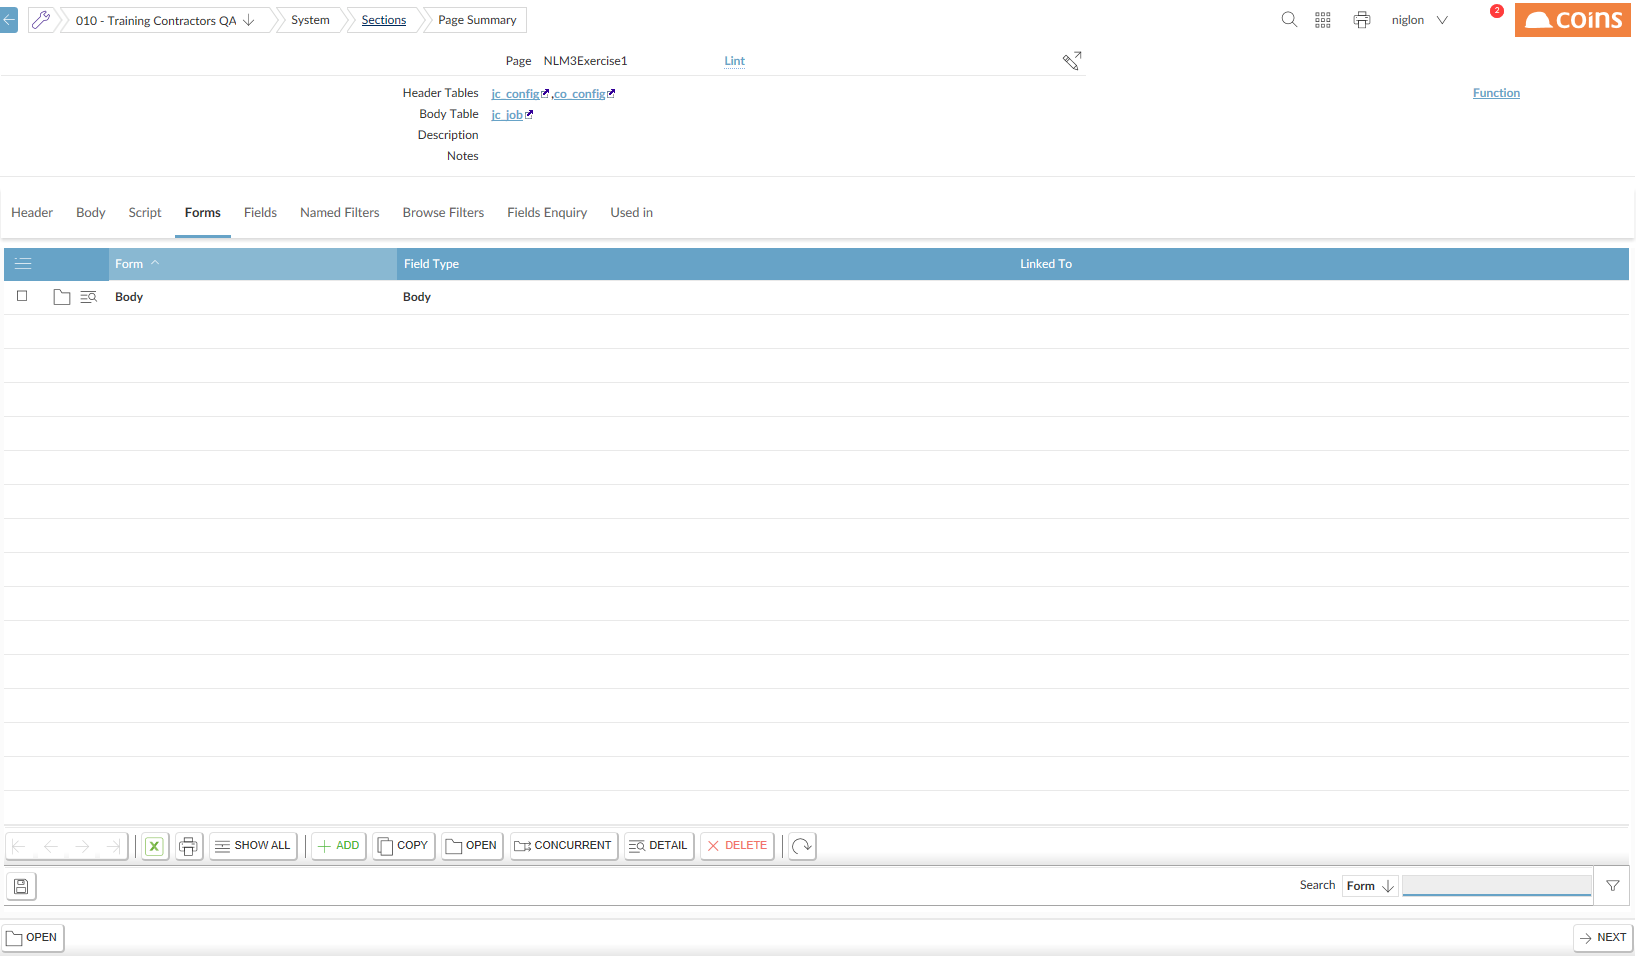 010 - Training Contractors QA System Sections Page Summary niglon 2 coins
Page NLM3Exercise1 Lint
Header Tables jc_config,co_config Function
Body Table jc_job
Description
Notes
Header Body Script Forms Fields Named Filters Browse Filters Fields Enquiry Used in
Form Field Type Linked To
Body Body
X SHOW ALL ADD COPY OPEN CONCURRENT DETAIL DELETE
Search Form
OPEN NEXT